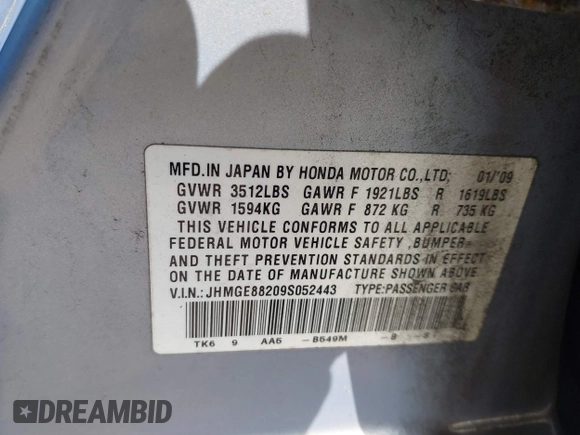 MFD.IN JAPAN BY HONDA MOTOR CO.,LTD; 01/'09
GVWR 3512LBS GAWR F 1921LBS R 1619LBS
GVWR 1594KG GAWR F 872 KG R 735 KG
THIS VEHICLE CONFORMS TO ALL APPLICABLE
FEDERAL MOTOR VEHICLE SAFETY ,BUMPER
AND THEFT PREVENTION STANDARDS IN EFFECT
ON THE DATE OF MANUFACTURE SHOWN ABOVE
V.I.N.: JHMGE88209S052443 TYPE:PASSENGER CAR
TK6 9 AA5 -B549M -B
DREAMBID